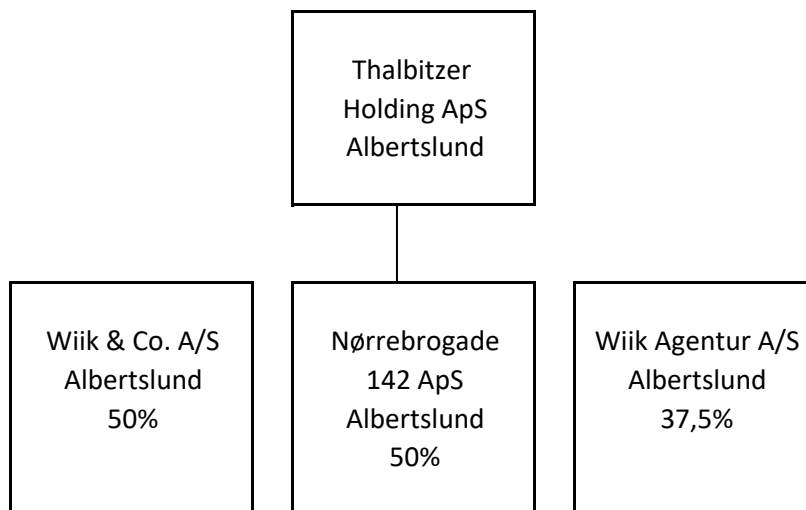 Thalbitzer
Holding ApS
Albertslund
Wiik & Co. A/S
Albertslund
50%
Nørrebrogade
142 ApS
Albertslund
50%
Wiik Agentur A/S
Albertslund
37,5%